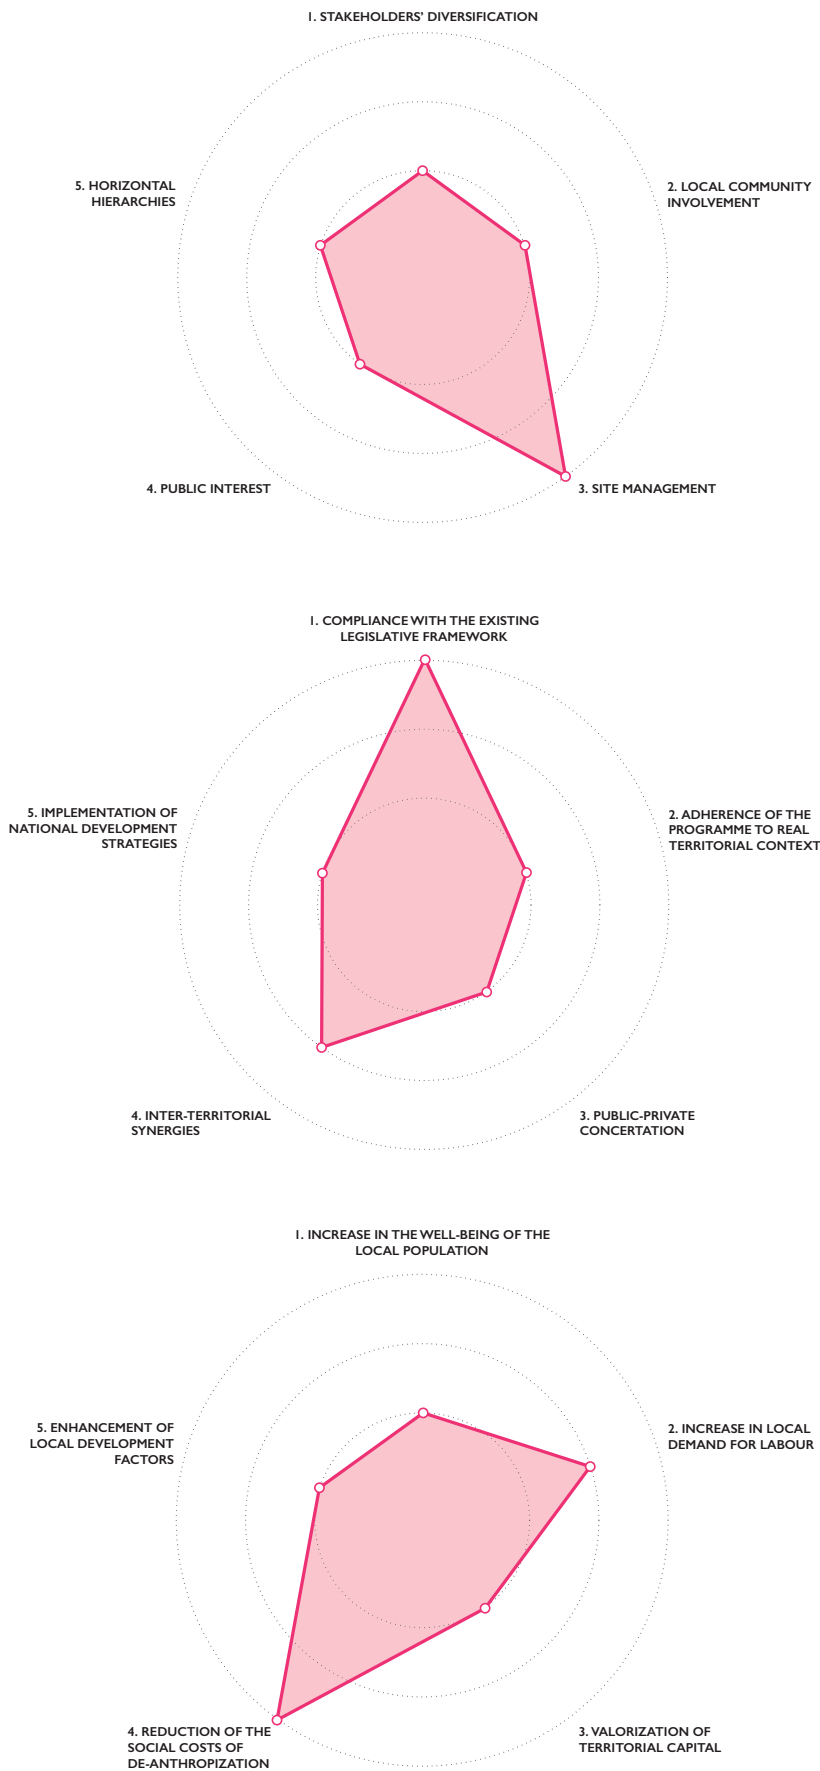 1. STAKEHOLDERS’ DIVERSIFICATION
5. HORIZONTAL
HIERARCHIES
2. LOCAL COMMUNITY
INVOLVEMENT
4. PUBLIC INTEREST
3. SITE MANAGEMENT
1. COMPLIANCE WITH THE EXISTING
LEGISLATIVE FRAMEWORK
5. IMPLEMENTATION OF
NATIONAL DEVELOPMENT
STRATEGIES
2. ADHERENCE OF THE
PROGRAMME TO REAL
TERRITORIAL CONTEXT
4. INTER-TERRITORIAL
SYNERGIES
3. PUBLIC-PRIVATE
CONCERTATION
1. INCREASE IN THE WELL-BEING OF THE
LOCAL POPULATION
5. ENHANCEMENT OF
LOCAL DEVELOPMENT
FACTORS
2. INCREASE IN LOCAL
DEMAND FOR LABOUR
4. REDUCTION OF THE
SOCIAL COSTS OF
DE-ANTHROPIZATION
3. VALORIZATION OF
TERRITORIAL CAPITAL